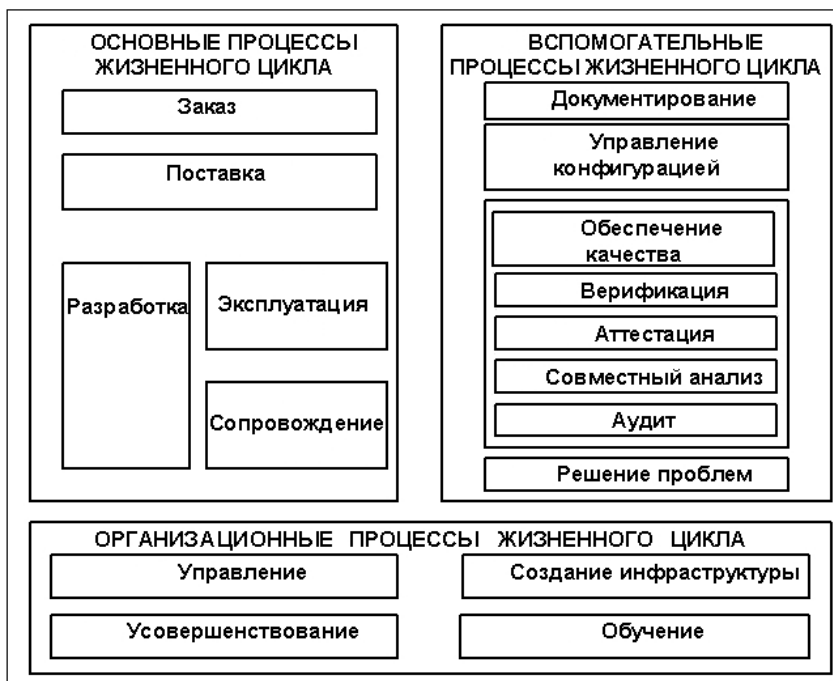 ОСНОВНЫЕ ПРОЦЕССЫ
ЖИЗНЕННОГО ЦИКЛА
Заказ
Поставка
Разработка
Эксплуатация
Сопровождение
ВСПОМОГАТЕЛЬНЫЕ
ПРОЦЕССЫ ЖИЗНЕННОГО ЦИКЛА
Документирование
Управление
конфигурацией
Обеспечение
качества
Верификация
Аттестация
Совместный анализ
Аудит
Решение проблем
ОРГАНИЗАЦИОННЫЕ ПРОЦЕССЫ ЖИЗНЕННОГО ЦИКЛА
Управление
Создание инфраструктуры
Усовершенствование
Обучение